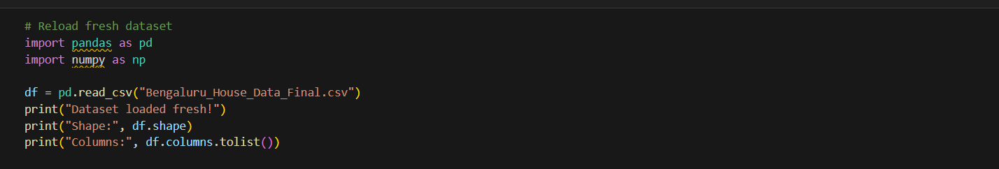 # Reload fresh dataset
import pandas as pd
import numpy as np
df = pd.read_csv("Bengaluru_House_Data_Final.csv")
print("Dataset loaded fresh!")
print("Shape:", df.shape)
print("Columns:", df.columns.tolist())